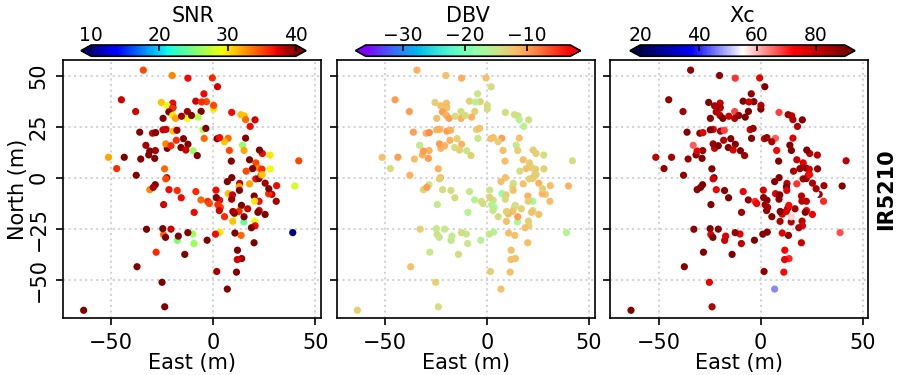 SNR DBV Xc
10 20 30 40 −30 −20 −10 20 40 60 80
50
25
0
−25
−50
North (m)
IR5210
−50 0 50 −50 0 50 −50 0 50
East (m) East (m) East (m)